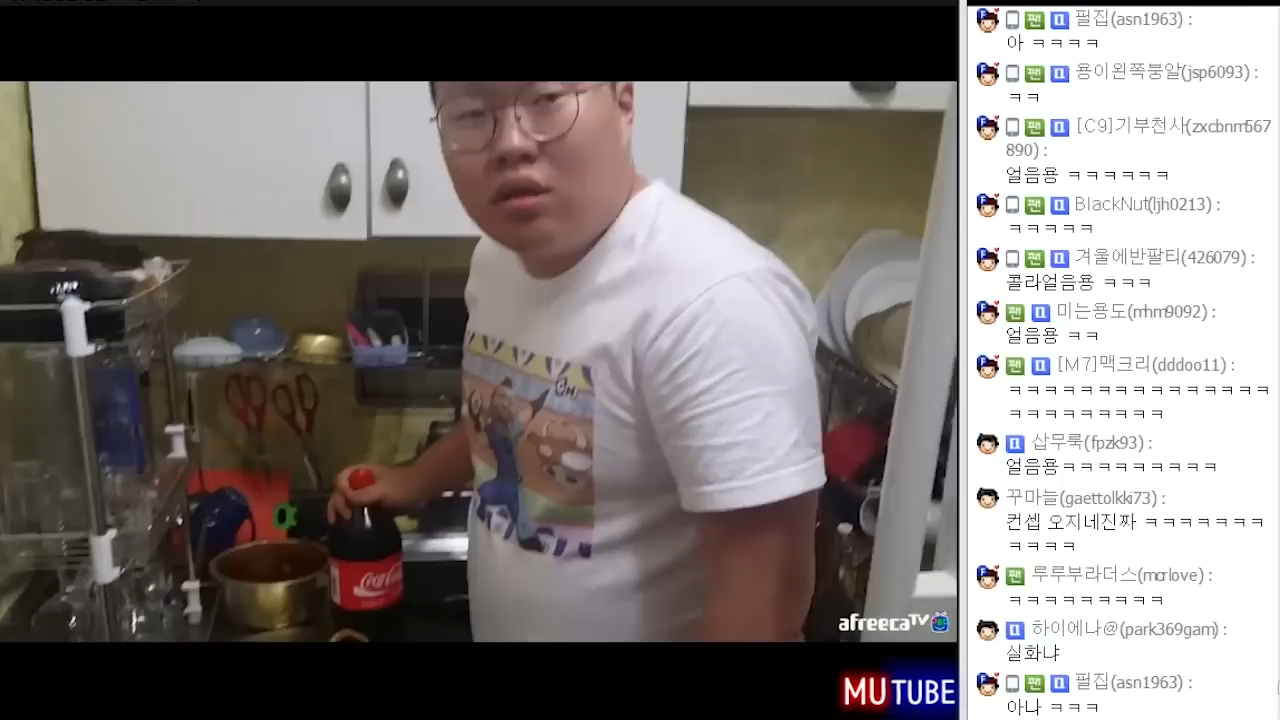 필집(asn1963) :
아 ㅋㅋㅋㅋ
용이왼쪽붕알(jsp6093) :
ㅋㅋ
[C9]기부천사(zxcbnm567
890) :
얼음용 ㅋㅋㅋㅋㅋㅋ
BlackNut(ljh0213) :
ㅋㅋㅋㅋㅋ
겨울에반팔티(426079) :
콜라얼음용 ㅋㅋㅋ
미는용도(mhm9092) :
얼음용 ㅋㅋ
[M7]맥크리(dddoo11) :
ㅋㅋㅋㅋㅋㅋㅋㅋㅋㅋㅋㅋㅋㅋㅋ
ㅋㅋㅋㅋㅋㅋㅋㅋㅋ
삽무룩(fpzk93) :
얼음용ㅋㅋㅋㅋㅋㅋㅋㅋㅋ
꾸마늘(gaettolkki73) :
컨셉 오지네진짜 ㅋㅋㅋㅋㅋㅋㅋ
ㅋㅋㅋㅋ
루루부라더스(morlove) :
ㅋㅋㅋㅋㅋㅋㅋㅋㅋ
하이에나@(park369gam) :
실화냐
필집(asn1963) :
아나 ㅋㅋㅋ
Coca-Cola
OH!
afreecaTV
MUTUBE